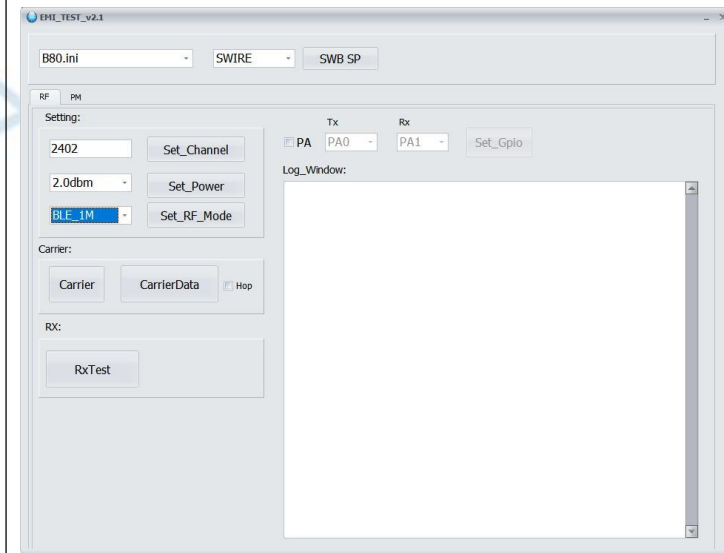 EMI_TEST_v2.1
B80.ini SWIRE SWB SP
RF PM
Setting:
2402 Set_Channel
2.0dbm Set_Power
BLE_1M Set_RF_Mode
Carrier:
Carrier CarrierData Hop
RX:
RxTest
Tx Rx
PA PA0 PA1 Set_Gpio
Log_Window: